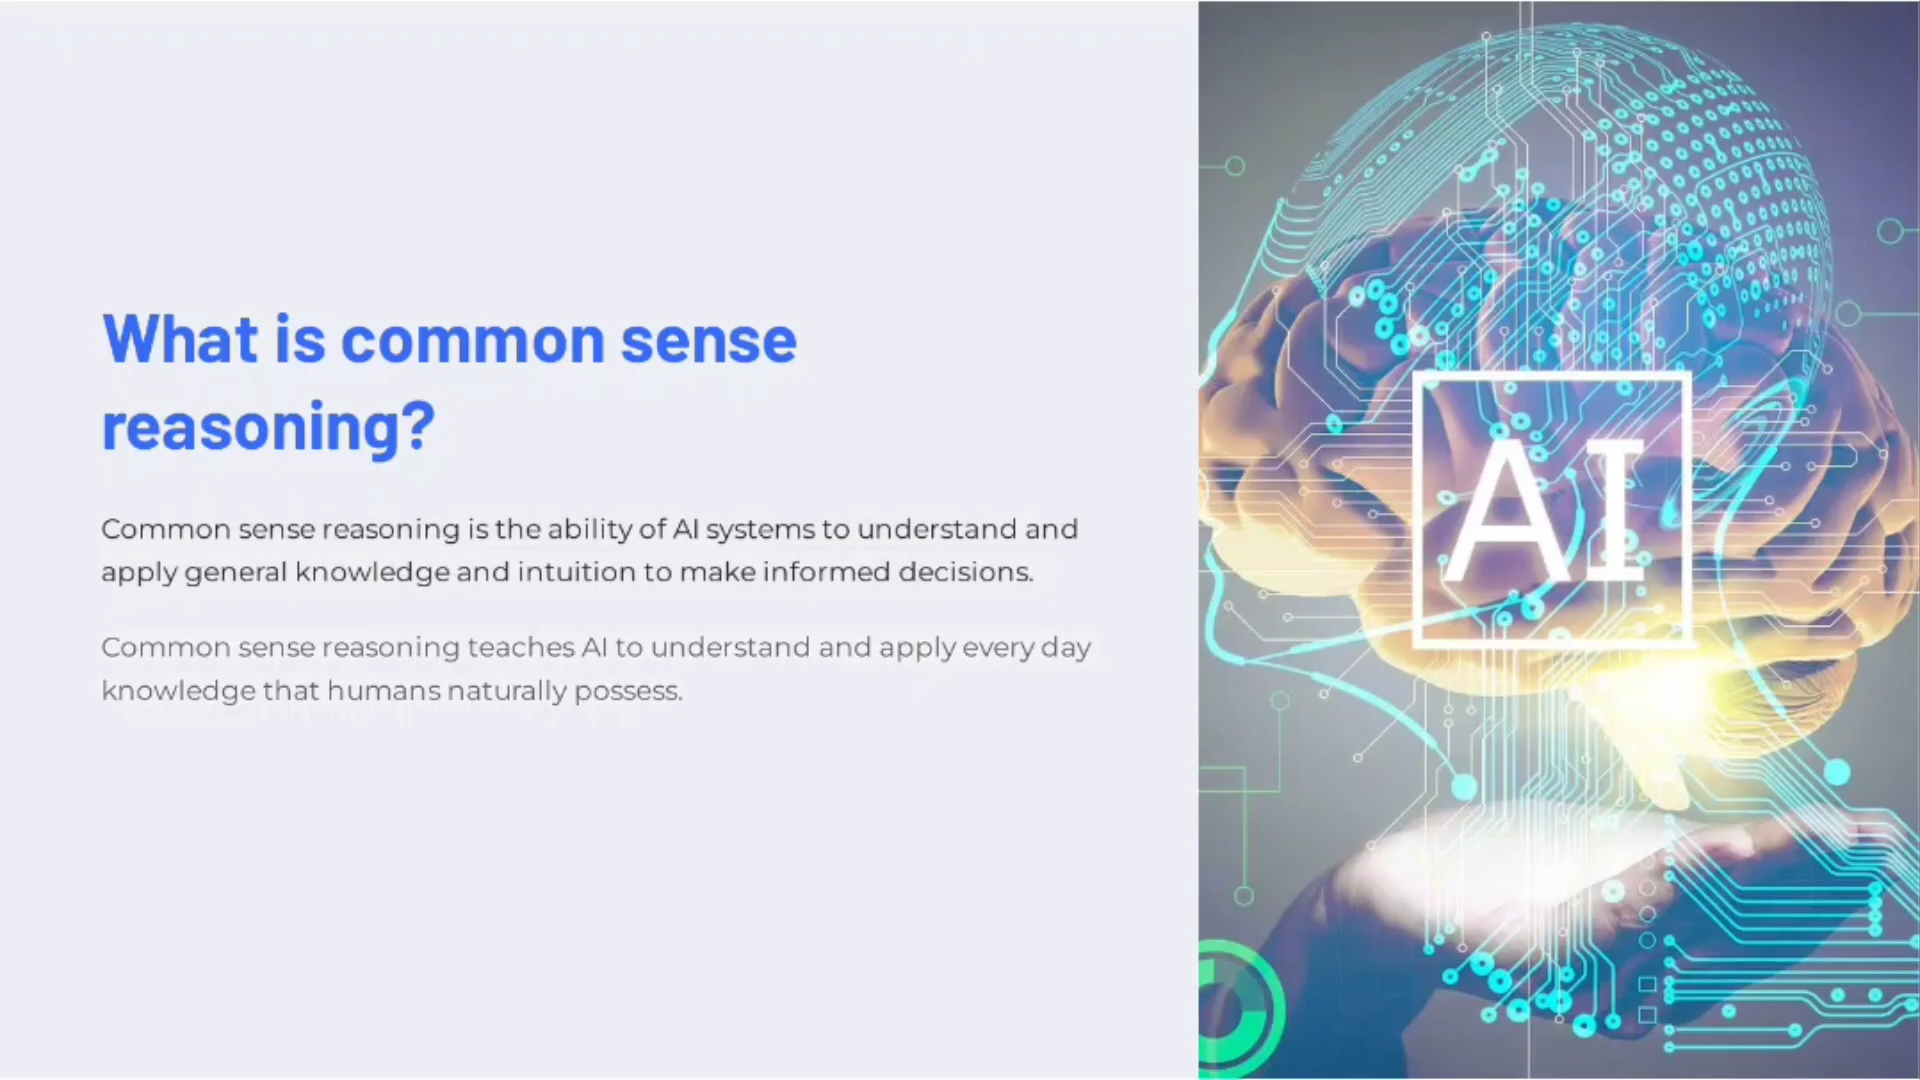 What is common sense
reasoning?
Common sense reasoning is the ability of AI systems to understand and
apply general knowledge and intuition to make informed decisions.
Common sense reasoning teaches AI to understand and apply every day
knowledge that humans naturally possess.
AI